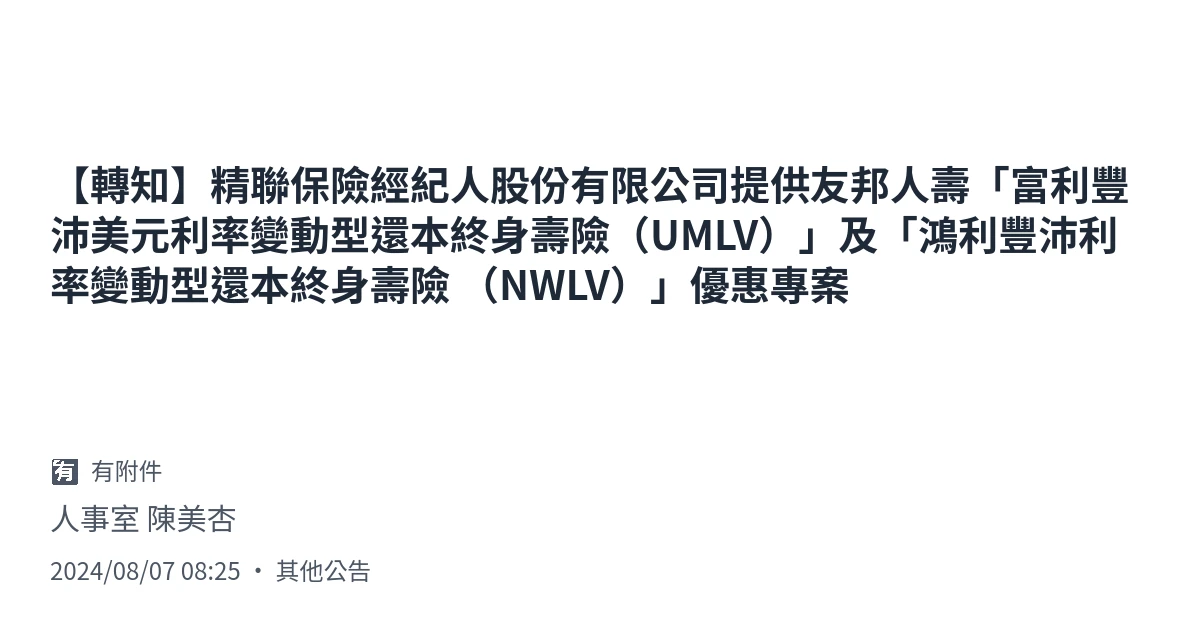 【轉知】精聯保險經紀人股份有限公司提供友邦人壽「富利豐
沛美元利率變動型還本終身壽險（UMLV）」及「鴻利豐沛利
率變動型還本終身壽險 （NWLV）」優惠專案
有 有附件
人事室 陳美杏
2024/08/07 08:25 • 其他公告